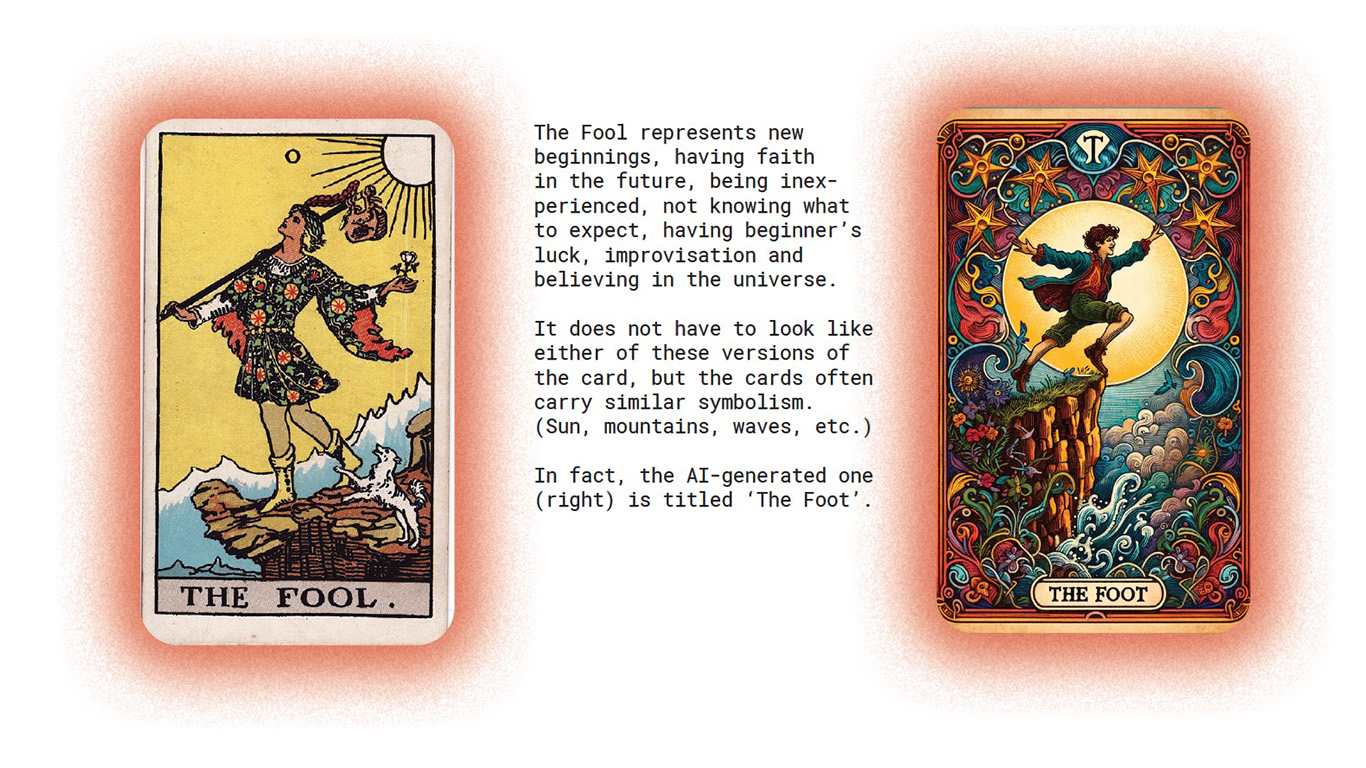 THE FOOL.
The Fool represents new
beginnings, having faith
in the future, being inex-
perienced, not knowing what
to expect, having beginner’s
luck, improvisation and
believing in the universe.
It does not have to look like
either of these versions of
the card, but the cards often
carry similar symbolism.
(Sun, mountains, waves, etc.)
In fact, the AI-generated one
(right) is titled ‘The Foot’.
T
THE FOOT